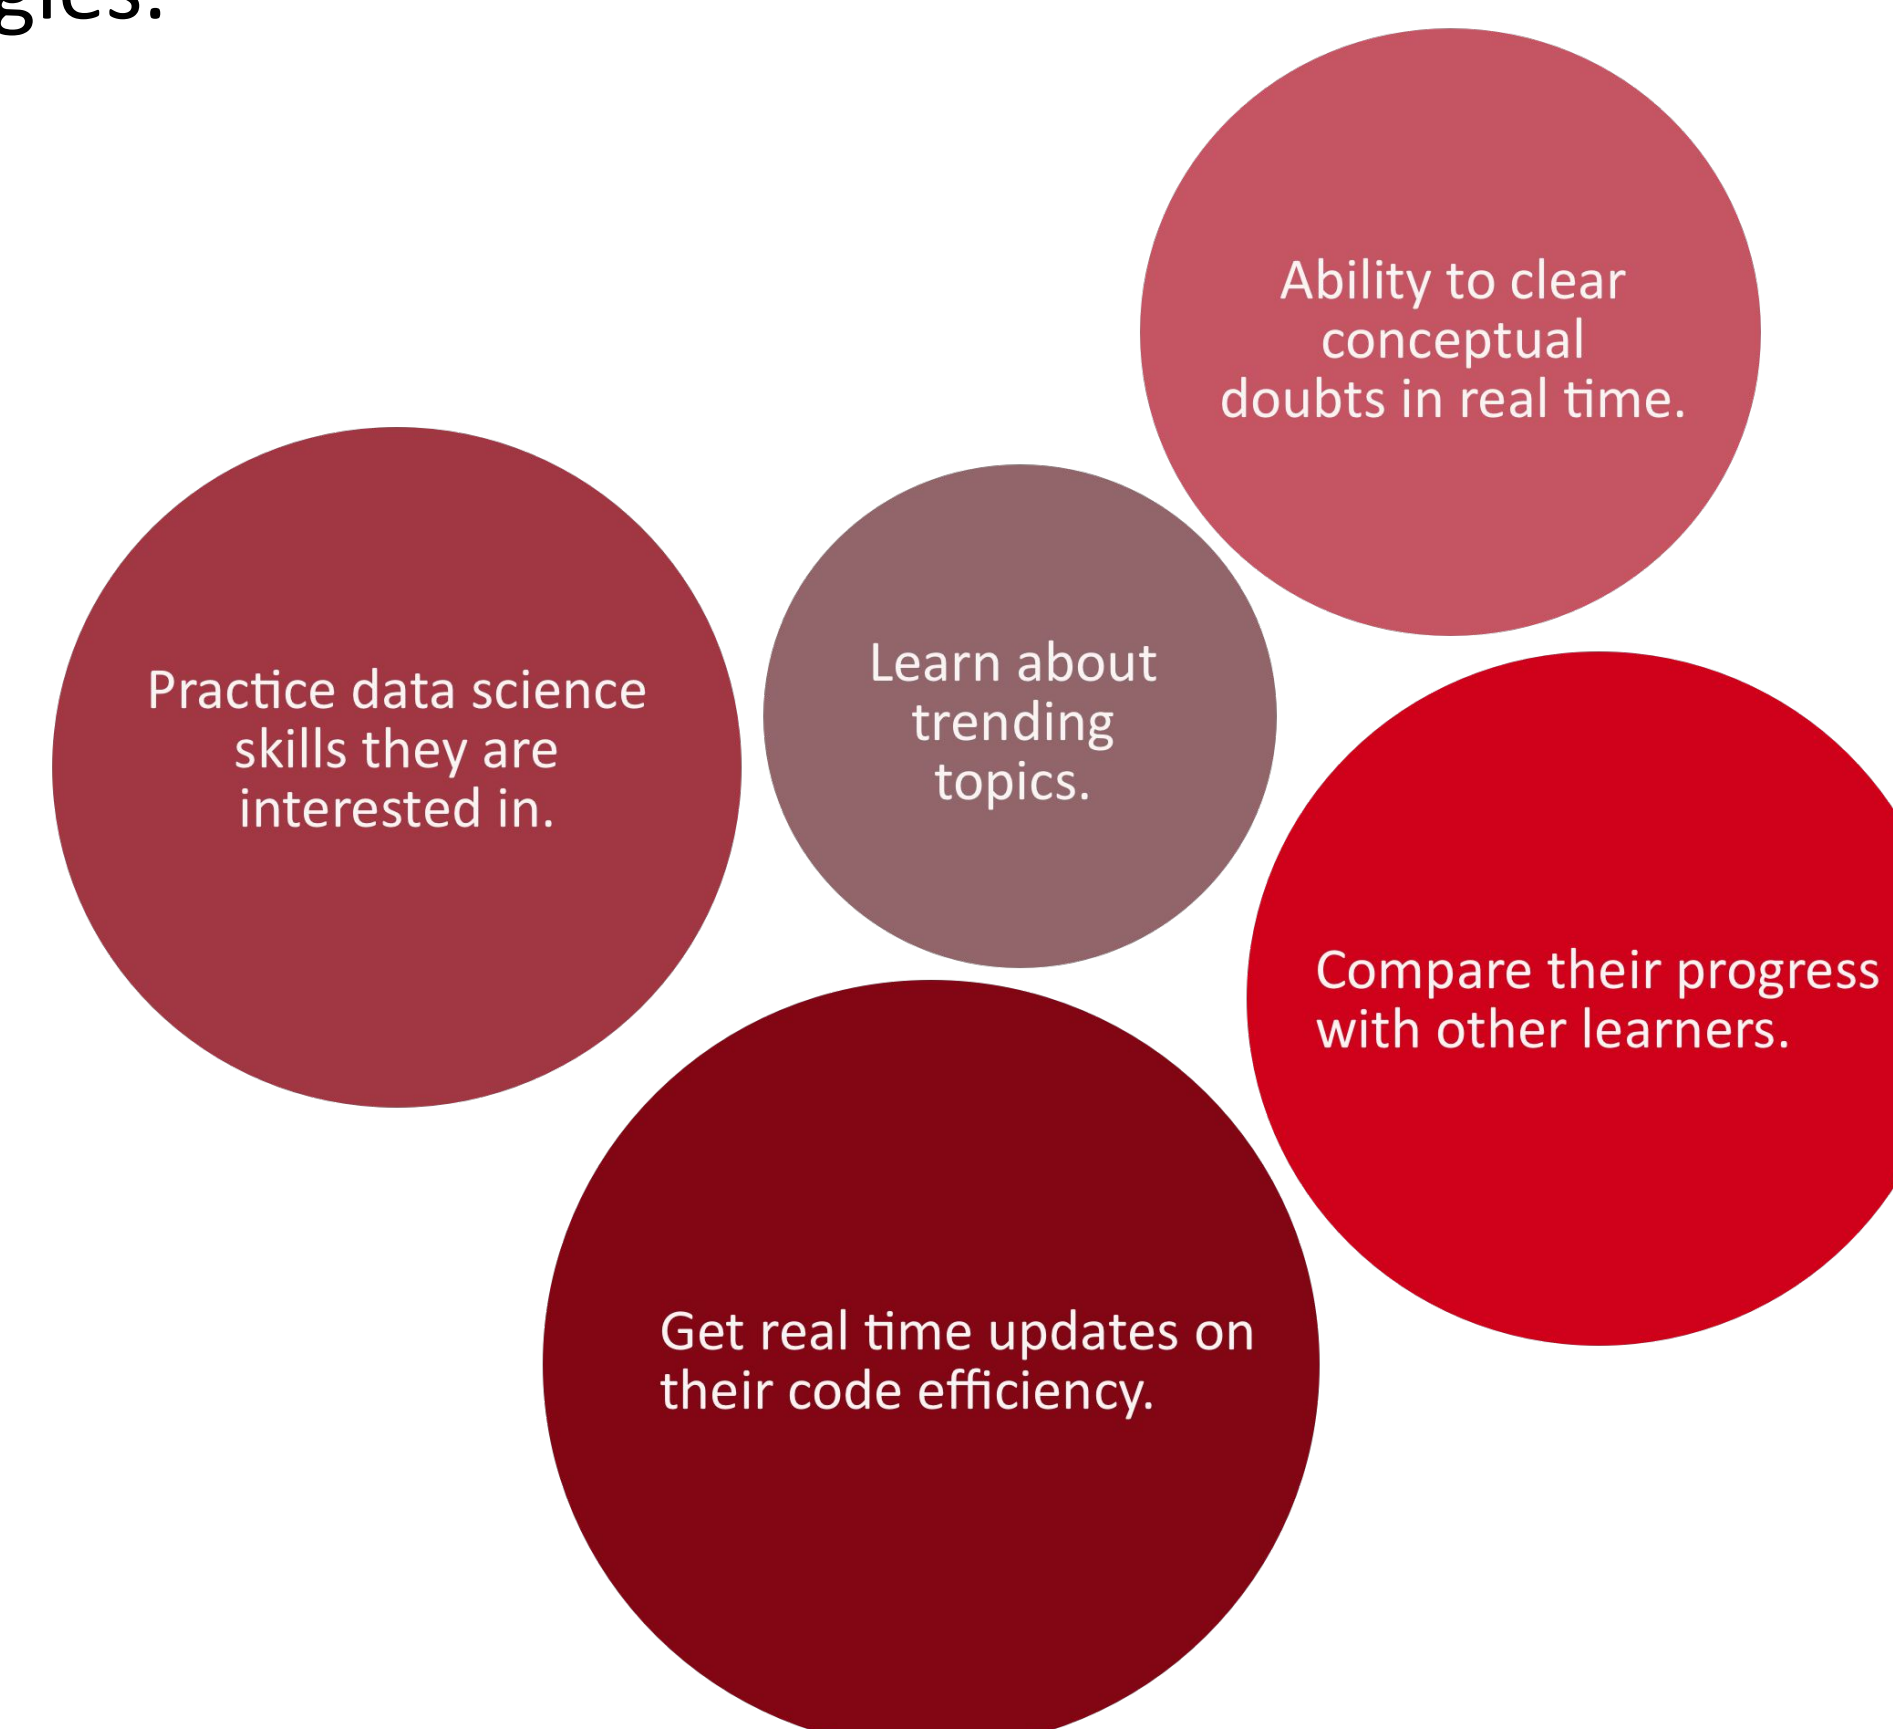 Ability to clear
conceptual
doubts in real time.
Practice data science
skills they are
interested in.
Learn about
trending
topics.
Compare their progress
with other learners.
Get real time updates on
their code efficiency.